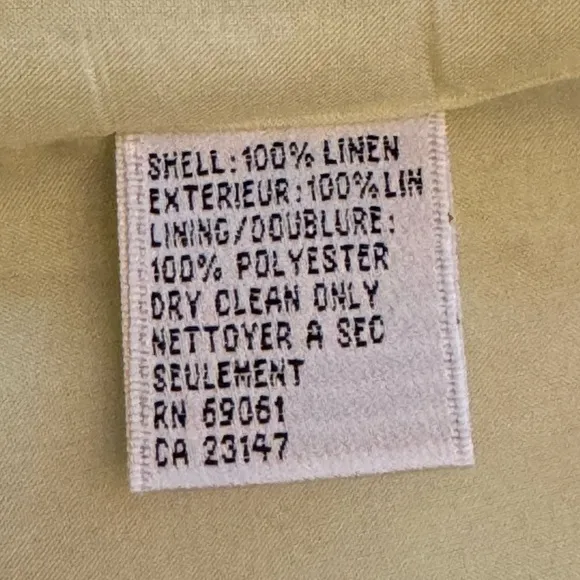 SHELL: 100% LINEN
EXTERIEUR: 100% LIN
LINING/DOUBLURE:
100% POLYESTER
DRY CLEAN ONLY
NETTOYER A SEC
SEULEMENT
RN 69061
CA 23147